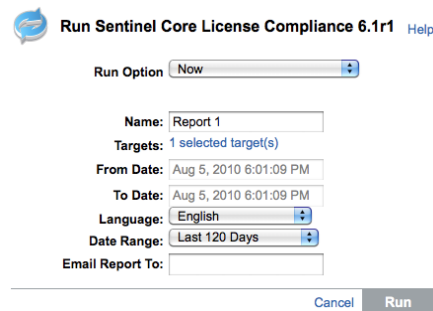 Run Sentinel Core License Compliance 6.1r1 Help
Run Option Now
Name: Report 1
Targets: 1 selected target(s)
From Date: Aug 5, 2010 6:01:09 PM
To Date: Aug 5, 2010 6:01:09 PM
Language: English
Date Range: Last 120 Days
Email Report To:
Cancel Run